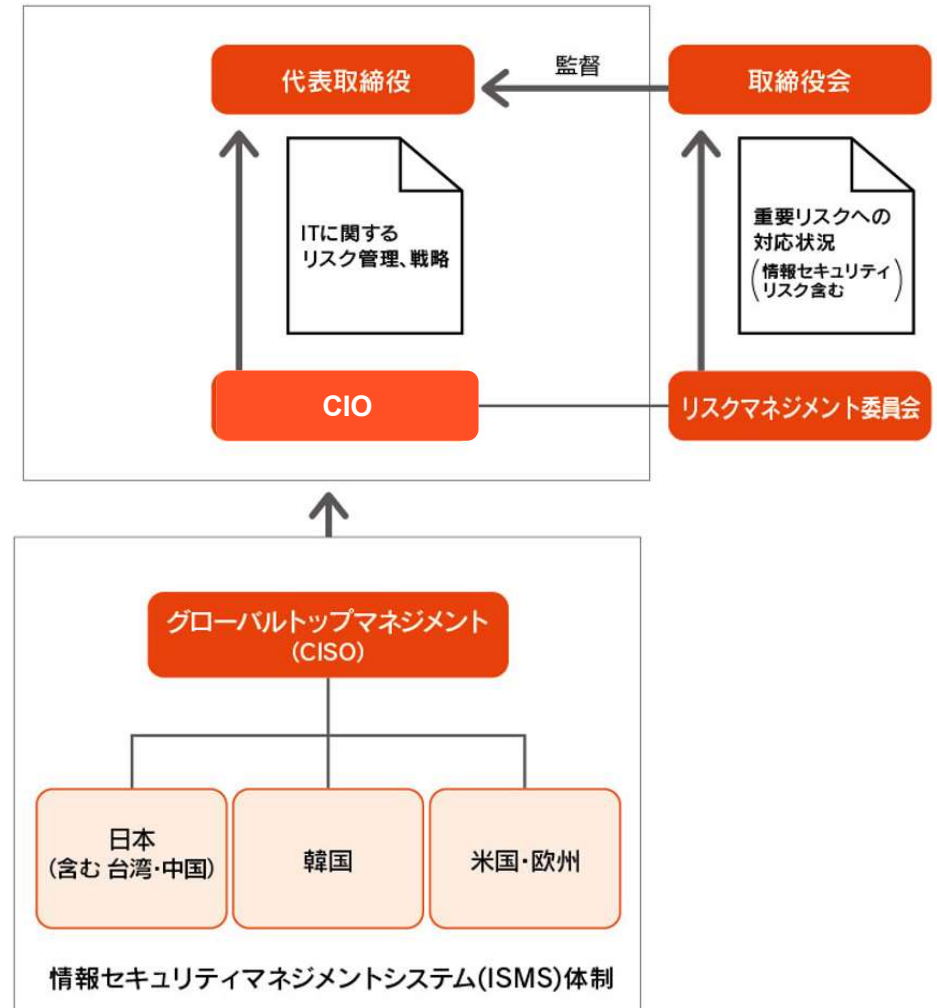 代表取締役
監督
取締役会
ITに関する
リスク管理、戦略
重要リスクへの
対応状況
(情報セキュリティ
リスク含む)
CIO
リスクマネジメント委員会
グローバルトップマネジメント
(CISO)
日本
(含む 台湾・中国)
韓国
米国・欧州
情報セキュリティマネジメントシステム(ISMS)体制